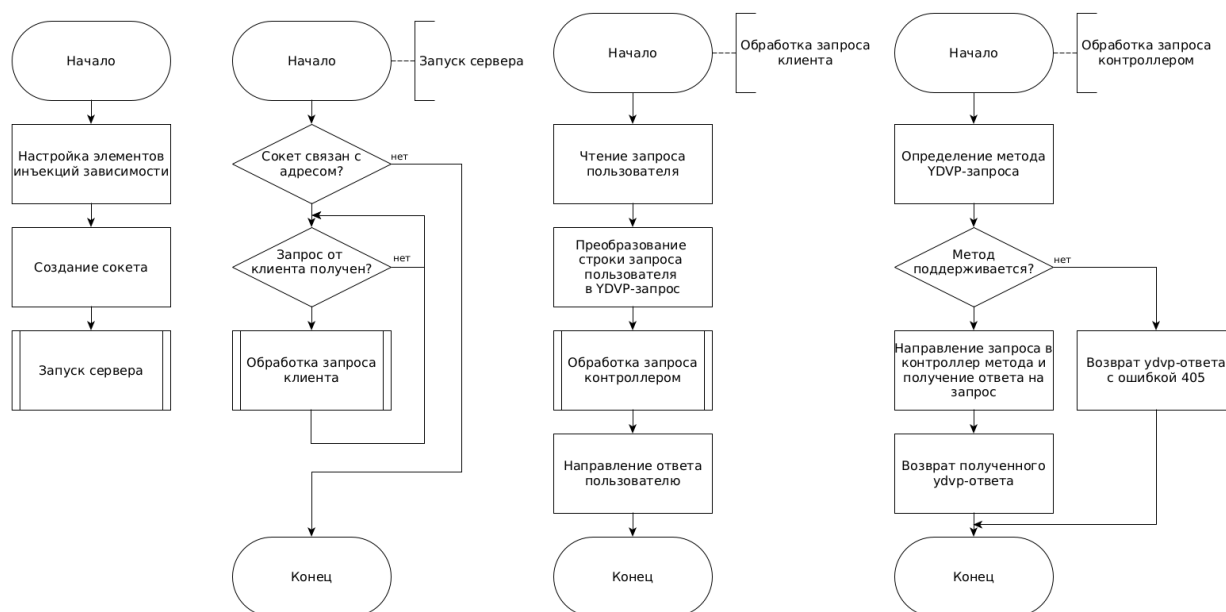 Начало
Настройка элементов
инъекций зависимости
Создание сокета
Запуск сервера
Начало
Запуск сервера
Сокет связан с
адресом?
нет
Запрос от
клиента получен?
нет
Обработка запроса
клиента
Конец
Начало
Обработка запроса
клиента
Чтение запроса
пользователя
Преобразование
строки запроса
пользователя
в YDVP-запрос
Обработка запроса
контроллером
Направление ответа
пользователю
Конец
Начало
Обработка запроса
контроллером
Определение метода
YDVP-запроса
Метод
поддерживается?
нет
Направление запроса в
контроллер метода и
получение ответа на
запрос
Возврат ydvp-ответа
с ошибкой 405
Возврат полученного
ydvp-ответа
Конец